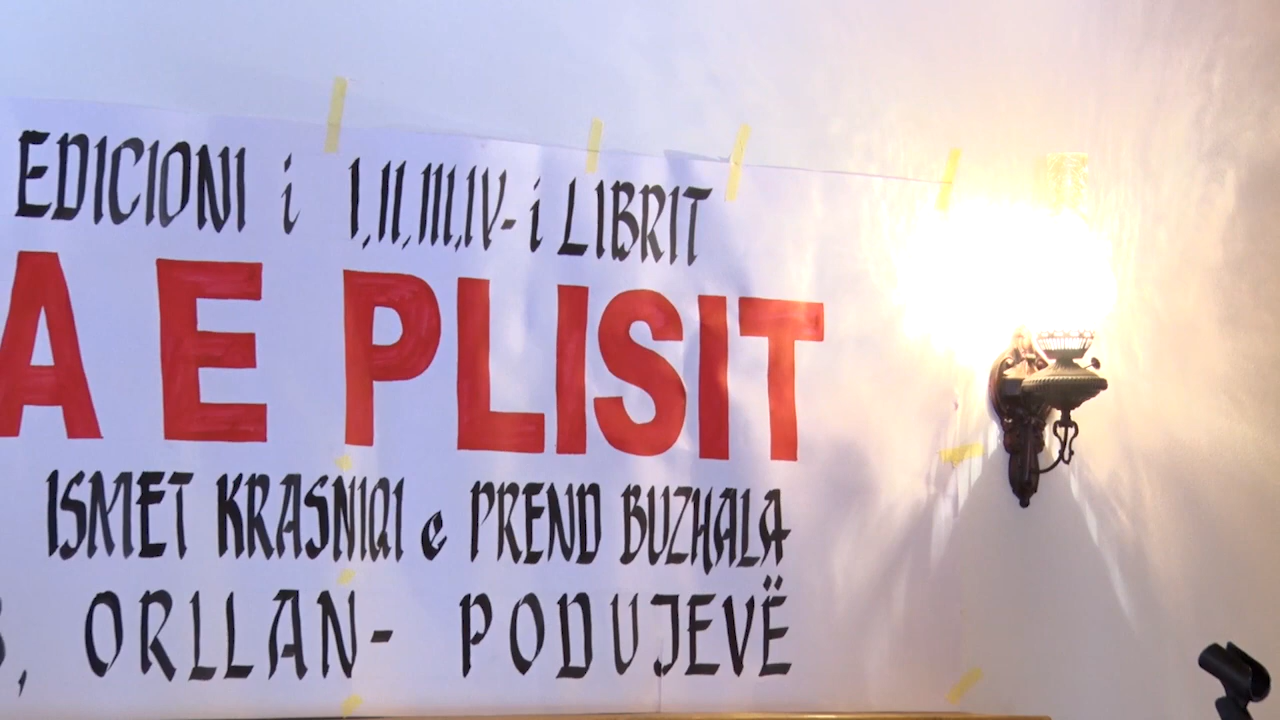 EDICIONI i I,II,III,IV-i LIBRIT
A E PLISIT
ISMET KRASNIQI e PREND BUZHALA
, ORLLAN- PODUJEVË